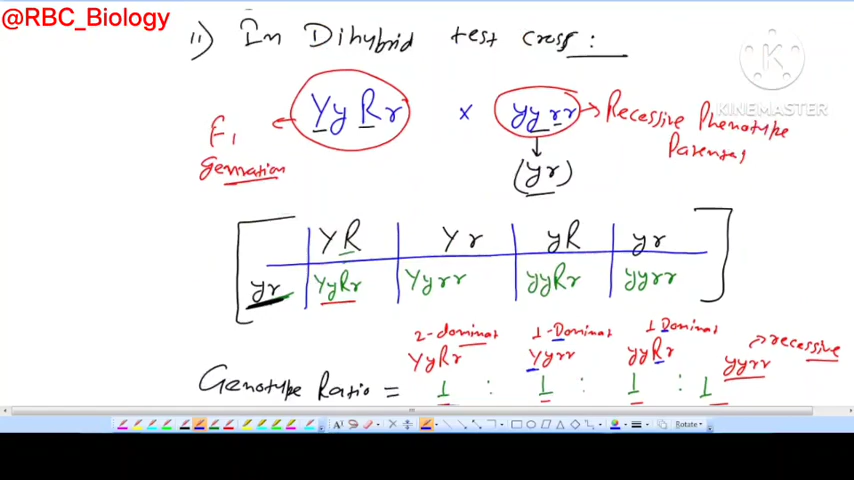 @RBC_Biology
ii) In Dihybrid test cross :
YyRr x yyrr → Recessive Phenotype
Parents
F1
(yr)
YR Yr yR yr
yr YyRr Yyrr yyRr yyrr
2-dominat 1-Dominat 1 Dominat → recessive
YyRr Yyrr yyRr yyrr
Genotype Ratio = 1 : 1 : 1 : 1
KINEMASTER
Rotate